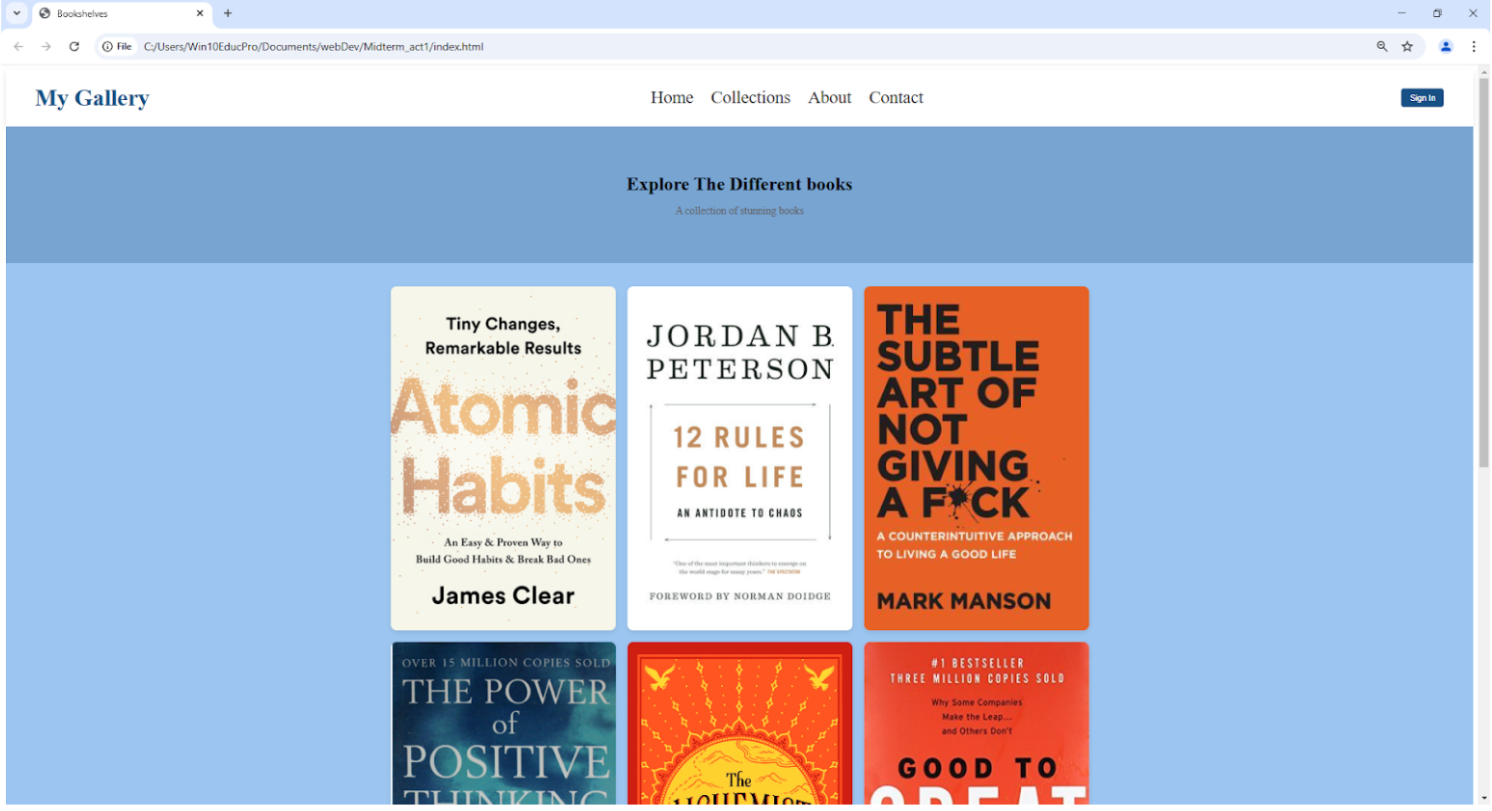 Bookshelves
File C:/Users/Win10EducPro/Documents/webDev/Midterm_act1/index.html
My Gallery
Home Collections About Contact
Sign In
Explore The Different books
A collection of stunning books
Tiny Changes,
Remarkable Results
Atomic
Habits
An Easy & Proven Way to
Build Good Habits & Break Bad Ones
James Clear
JORDAN B.
PETERSON
12 RULES
FOR LIFE
AN ANTIDOTE TO CHAOS
"One of the most important thinkers to emerge on
the world stage for many years." THE SPECTATOR
FOREWORD BY NORMAN DOIDGE
THE
SUBTLE
ART OF
NOT
GIVING
A F*CK
A COUNTERINTUITIVE APPROACH
TO LIVING A GOOD LIFE
MARK MANSON
OVER 15 MILLION COPIES SOLD
THE POWER
of
POSITIVE
THINKING
The
ALCHEMIST
#1 BESTSELLER
THREE MILLION COPIES SOLD
Why Some Companies
Make the Leap...
and Others Don't
GOOD TO
GREAT